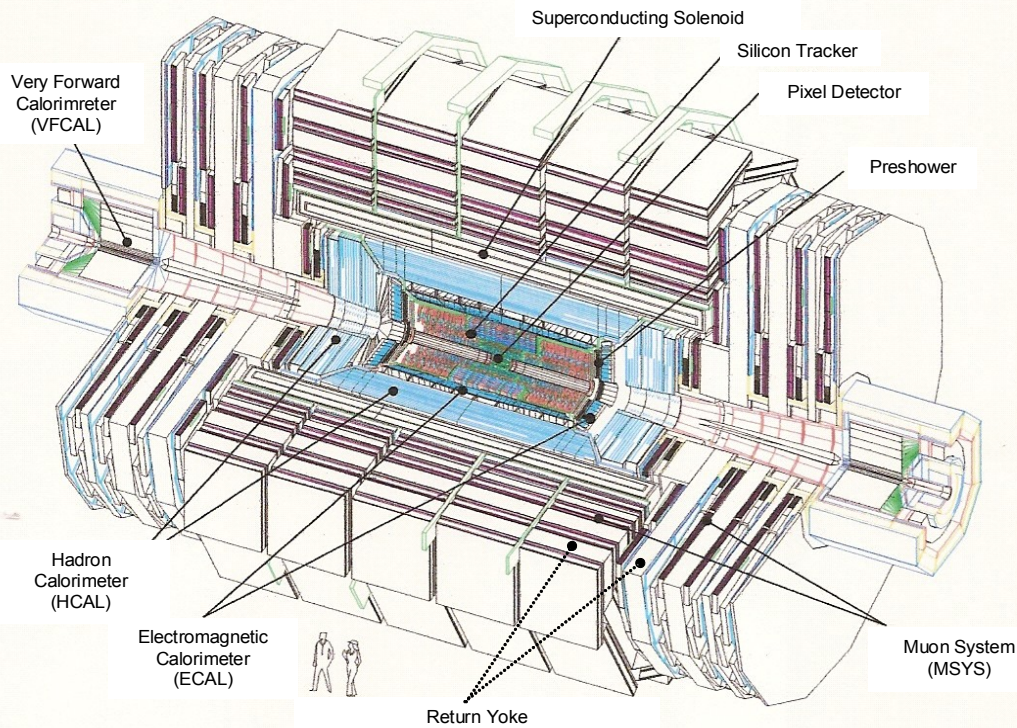 Superconducting Solenoid
Silicon Tracker
Pixel Detector
Very Forward
Calorimreter
(VFCAL)
Preshower
Hadron
Calorimeter
(HCAL)
Electromagnetic
Calorimeter
(ECAL)
Muon System
(MSYS)
Return Yoke